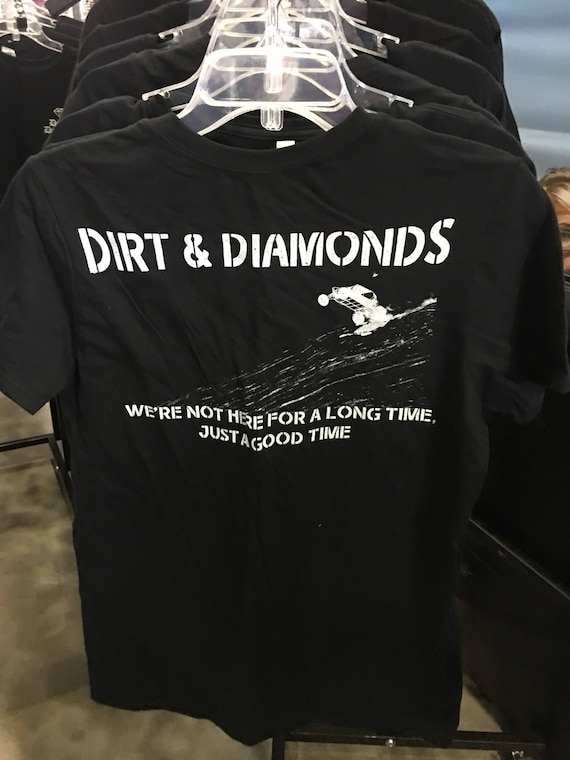 DIRT & DIAMONDS
WE'RE NOT HERE FOR A LONG TIME,
JUST A GOOD TIME